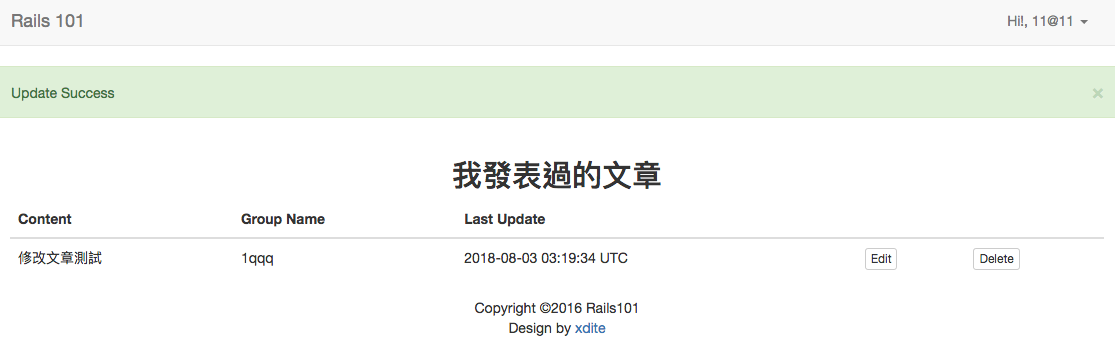 Rails 101 Hi!, 11@11
Update Success ×
我發表過的文章
Content Group Name Last Update
修改文章測試 1qqq 2018-08-03 03:19:34 UTC Edit Delete
Copyright ©2016 Rails101
Design by xdite